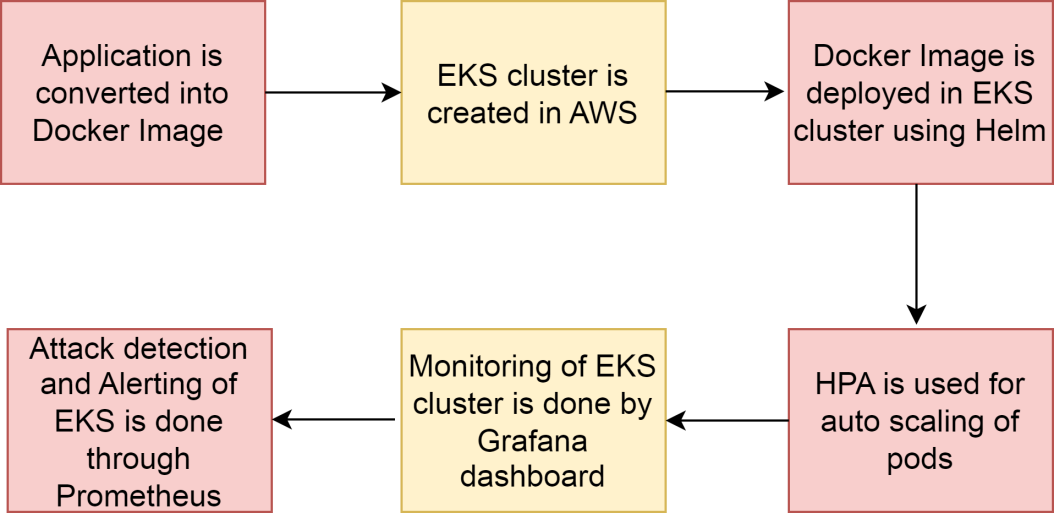 Application is
converted into
Docker Image
EKS cluster is
created in AWS
Docker Image is
deployed in EKS
cluster using Helm
HPA is used for
auto scaling of
pods
Monitoring of EKS
cluster is done by
Grafana
dashboard
Attack detection
and Alerting of
EKS is done
through
Prometheus